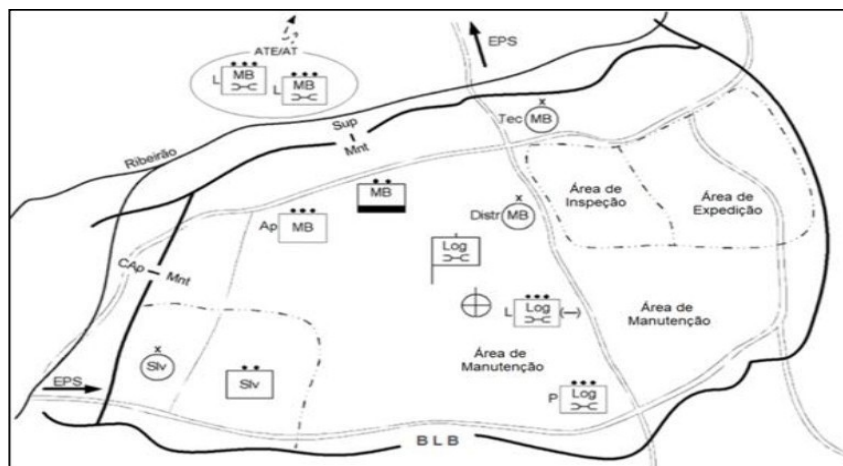 EPS
ATE/AT
L
MB
L
MB
x
Tec MB
Ribeirão
Sup
Mnt
MB
Área de
Inspeção
Área de
Expedição
x
Distr MB
Ap MB
Log
CAp
Mnt
L Log (—)
Área de
Manutenção
Área de
Manutenção
x
Slv
Slv
EPS
P Log
BLB